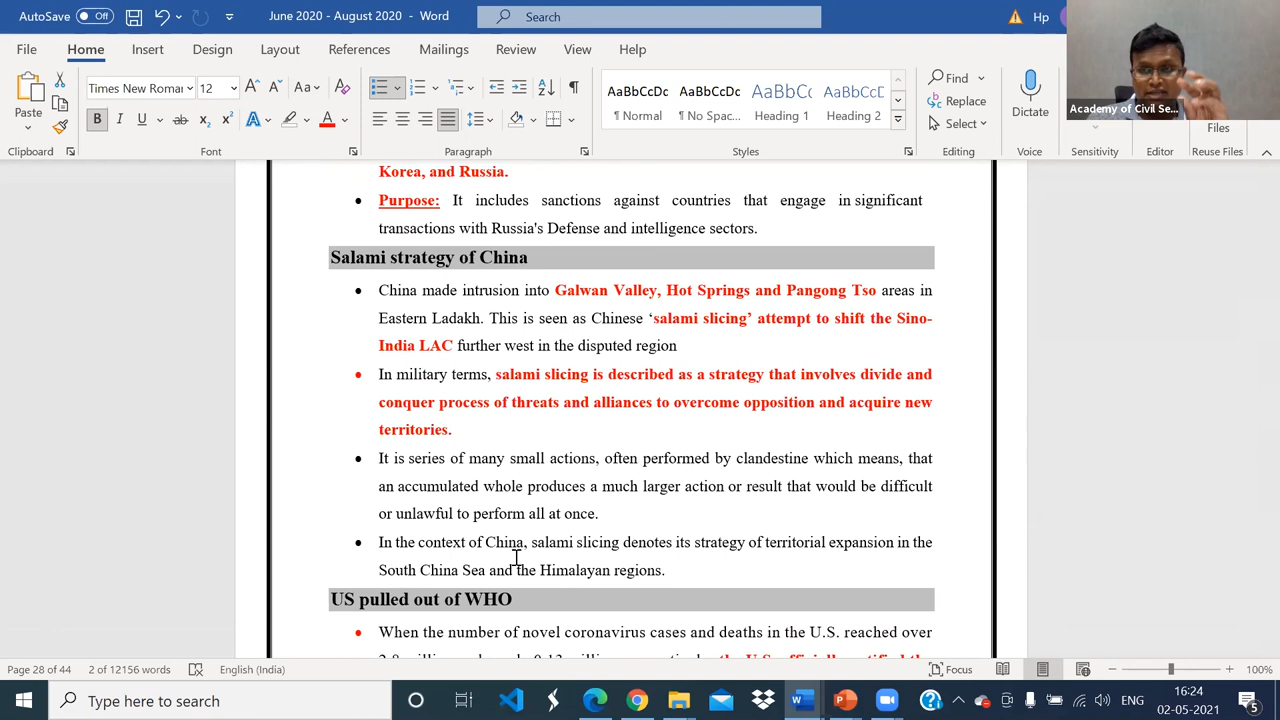 AutoSave Off June 2020 - August 2020 - Word Search Hp
File Home Insert Design Layout References Mailings Review View Help
Academy of Civil Se...
Paste Times New Roma 12 Aa A
B I U ab x₂ x² A A
AaBbCcDc AaBbCcDc AaBbCc AaBbCcD
¶ Normal ¶ No Spac... Heading 1 Heading 2
Find Replace Select Dictate Files
Clipboard Font Paragraph Styles Editing Voice Sensitivity Editor Reuse Files
Korea, and Russia.
• Purpose: It includes sanctions against countries that engage in significant
transactions with Russia's Defense and intelligence sectors.
Salami strategy of China
• China made intrusion into Galwan Valley, Hot Springs and Pangong Tso areas in
Eastern Ladakh. This is seen as Chinese ‘salami slicing’ attempt to shift the Sino-
India LAC further west in the disputed region
• In military terms, salami slicing is described as a strategy that involves divide and
conquer process of threats and alliances to overcome opposition and acquire new
territories.
• It is series of many small actions, often performed by clandestine which means, that
an accumulated whole produces a much larger action or result that would be difficult
or unlawful to perform all at once.
• In the context of China, salami slicing denotes its strategy of territorial expansion in the
South China Sea and the Himalayan regions.
US pulled out of WHO
• When the number of novel coronavirus cases and deaths in the U.S. reached over
Page 28 of 44 2 of 12156 words English (India) Focus 100%
Type here to search ENG 16:24
02-05-2021 5